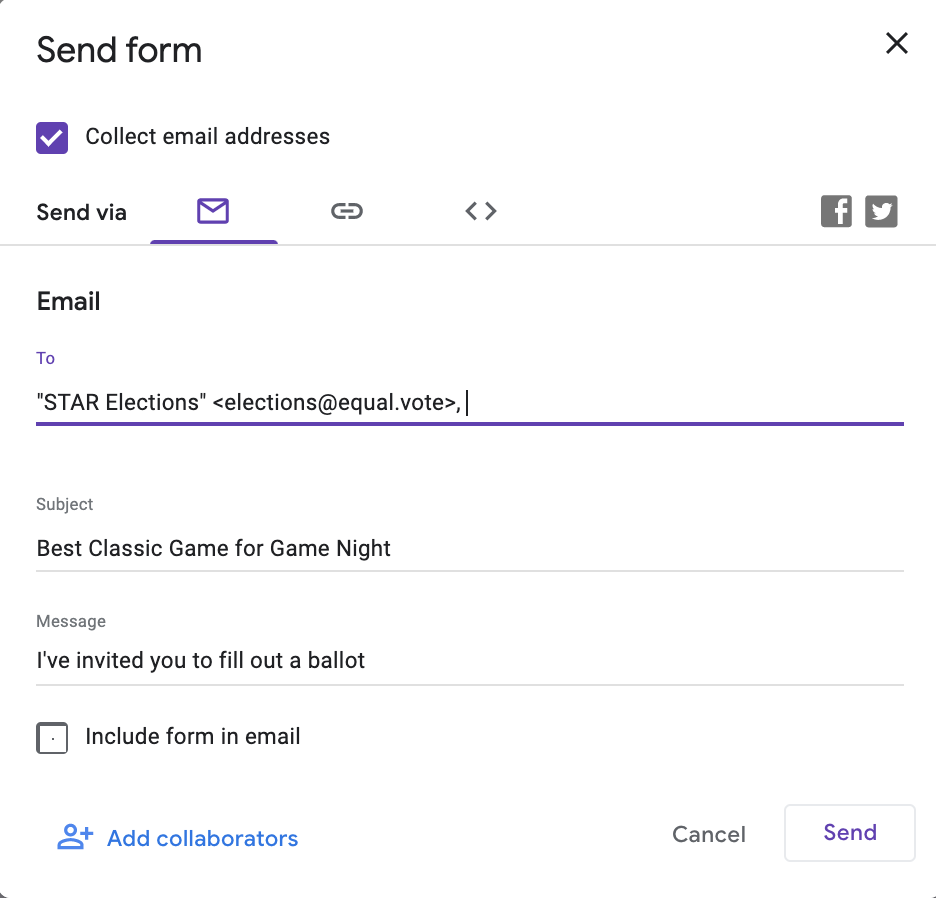 Send form
Collect email addresses
Send via
Email
To
"STAR Elections" <elections@equal.vote>,
Subject
Best Classic Game for Game Night
Message
I've invited you to fill out a ballot
Include form in email
Add collaborators
Cancel
Send